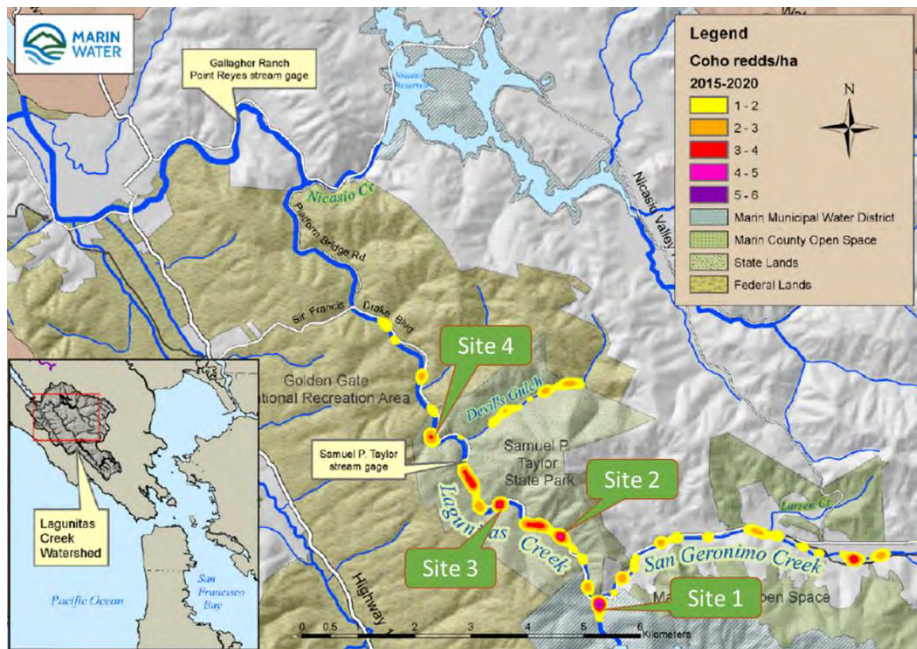 MARIN
WATER
Gallagher Ranch
Point Reyes stream gage
Nicasio
Reservoir
Legend
Coho redds/ha
2015-2020
1 - 2
2 - 3
3 - 4
4 - 5
5 - 6
Marin Municipal Water District
Marin County Open Space
State Lands
Federal Lands
N
Nicasio Cr.
Nicasio Valley
Platform Bridge Rd
Sir Francis Drake Blvd
Site 4
Golden Gate
National Recreation Area
Devil's Gulch
Samuel P. Taylor
stream gage
Samuel P.
Taylor
State Park
Site 2
Lagunitas
Creek
Larsen Cr.
San Geronimo Creek
Site 3
Site 1
Open Space
Highway 1
0 1 2 3 4 5 6
Kilometers
Lagunitas
Creek
Watershed
Pacific Ocean
San
Francisco
Bay